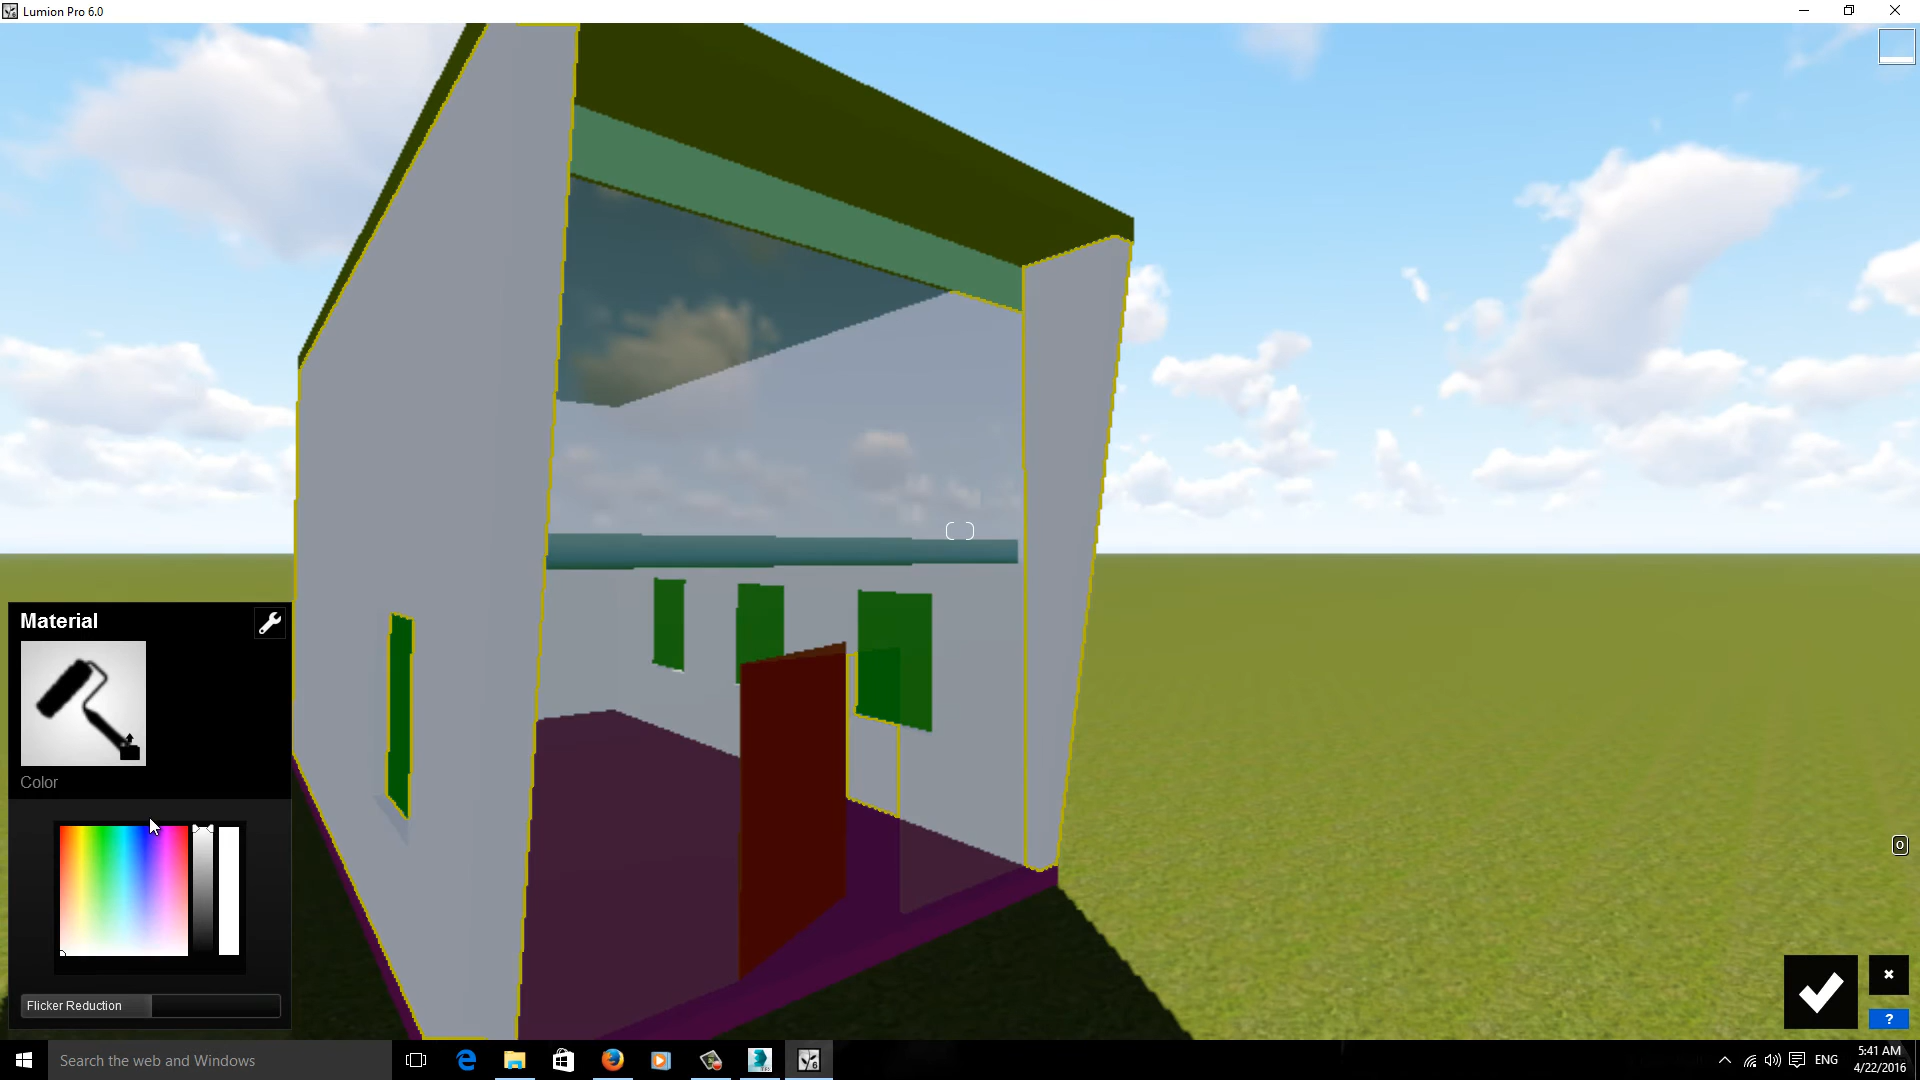 Lumion Pro 6.0
Material
Color
Flicker Reduction
O
?
Search the web and Windows
ENG
5:41 AM
4/22/2016